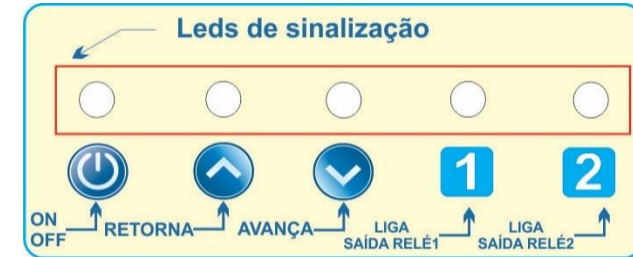 Leds de sinalização
1 2
ON
OFF
RETORNA
AVANÇA
LIGA
SAÍDA RELÉ1
LIGA
SAÍDA RELÉ2